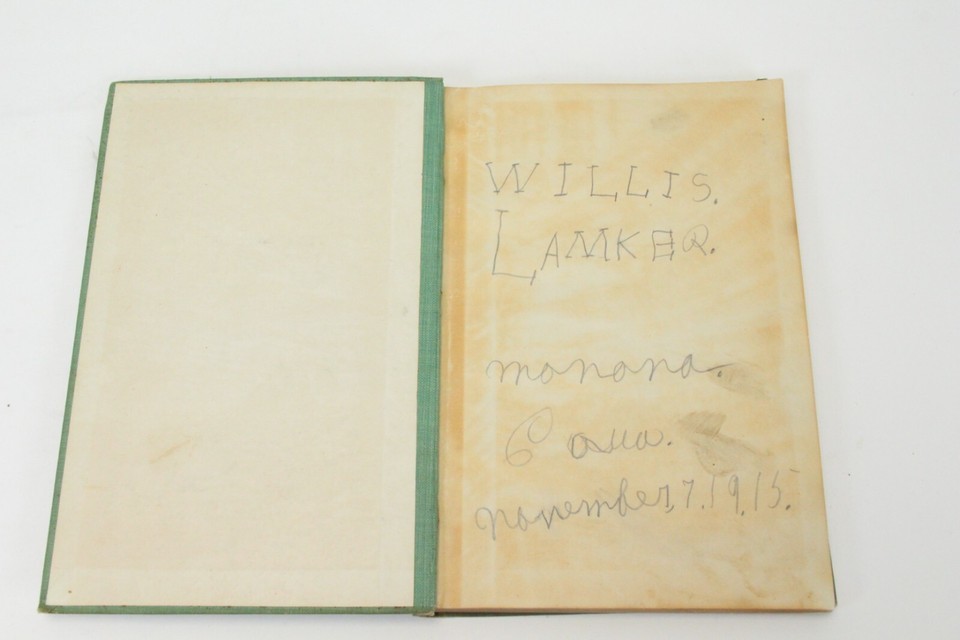 WILLIS.
LAMKER.
monona.
Iowa.
november,7.19.15.